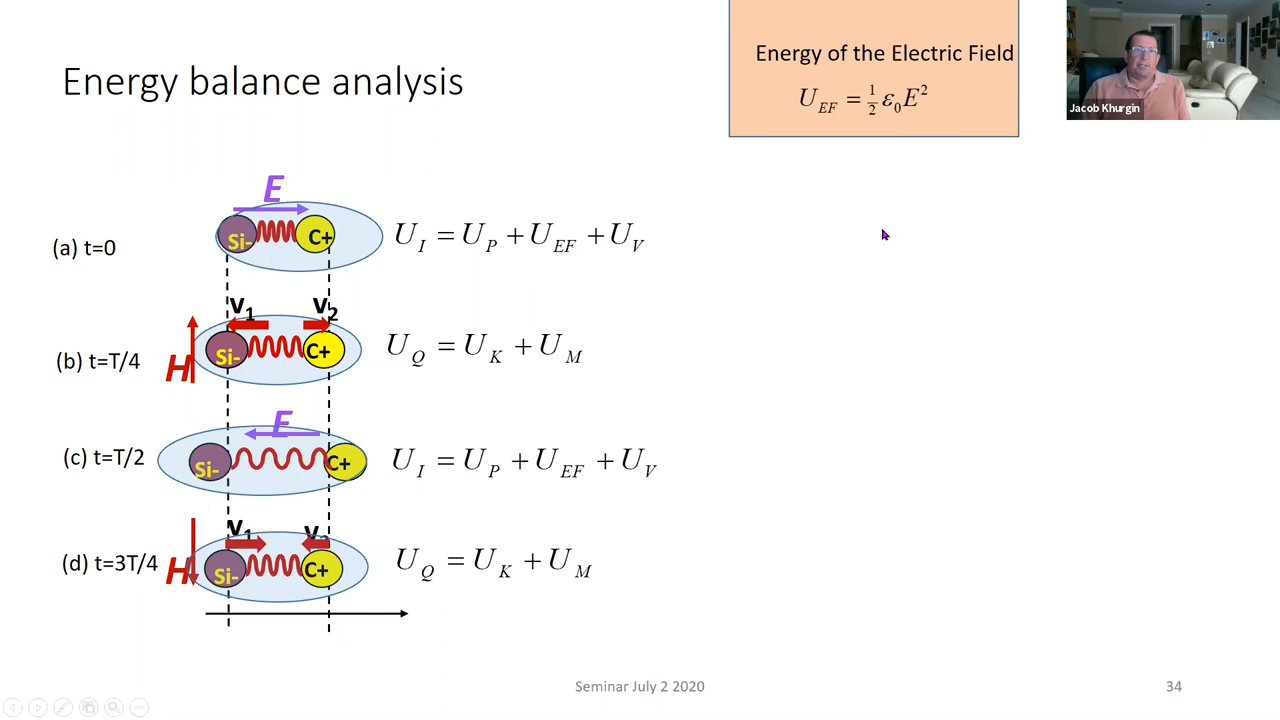 Energy balance analysis
Energy of the Electric Field
U_EF = ½ ε₀E²
Jacob Khurgin
E
(a) t=0
Si-
C+
U_I = U_P + U_EF + U_V
v₁
v₂
(b) t=T/4
H
Si-
C+
U_Q = U_K + U_M
E
(c) t=T/2
Si-
C+
U_I = U_P + U_EF + U_V
v₁
(d) t=3T/4
H
Si-
C+
U_Q = U_K + U_M
Seminar July 2 2020
34